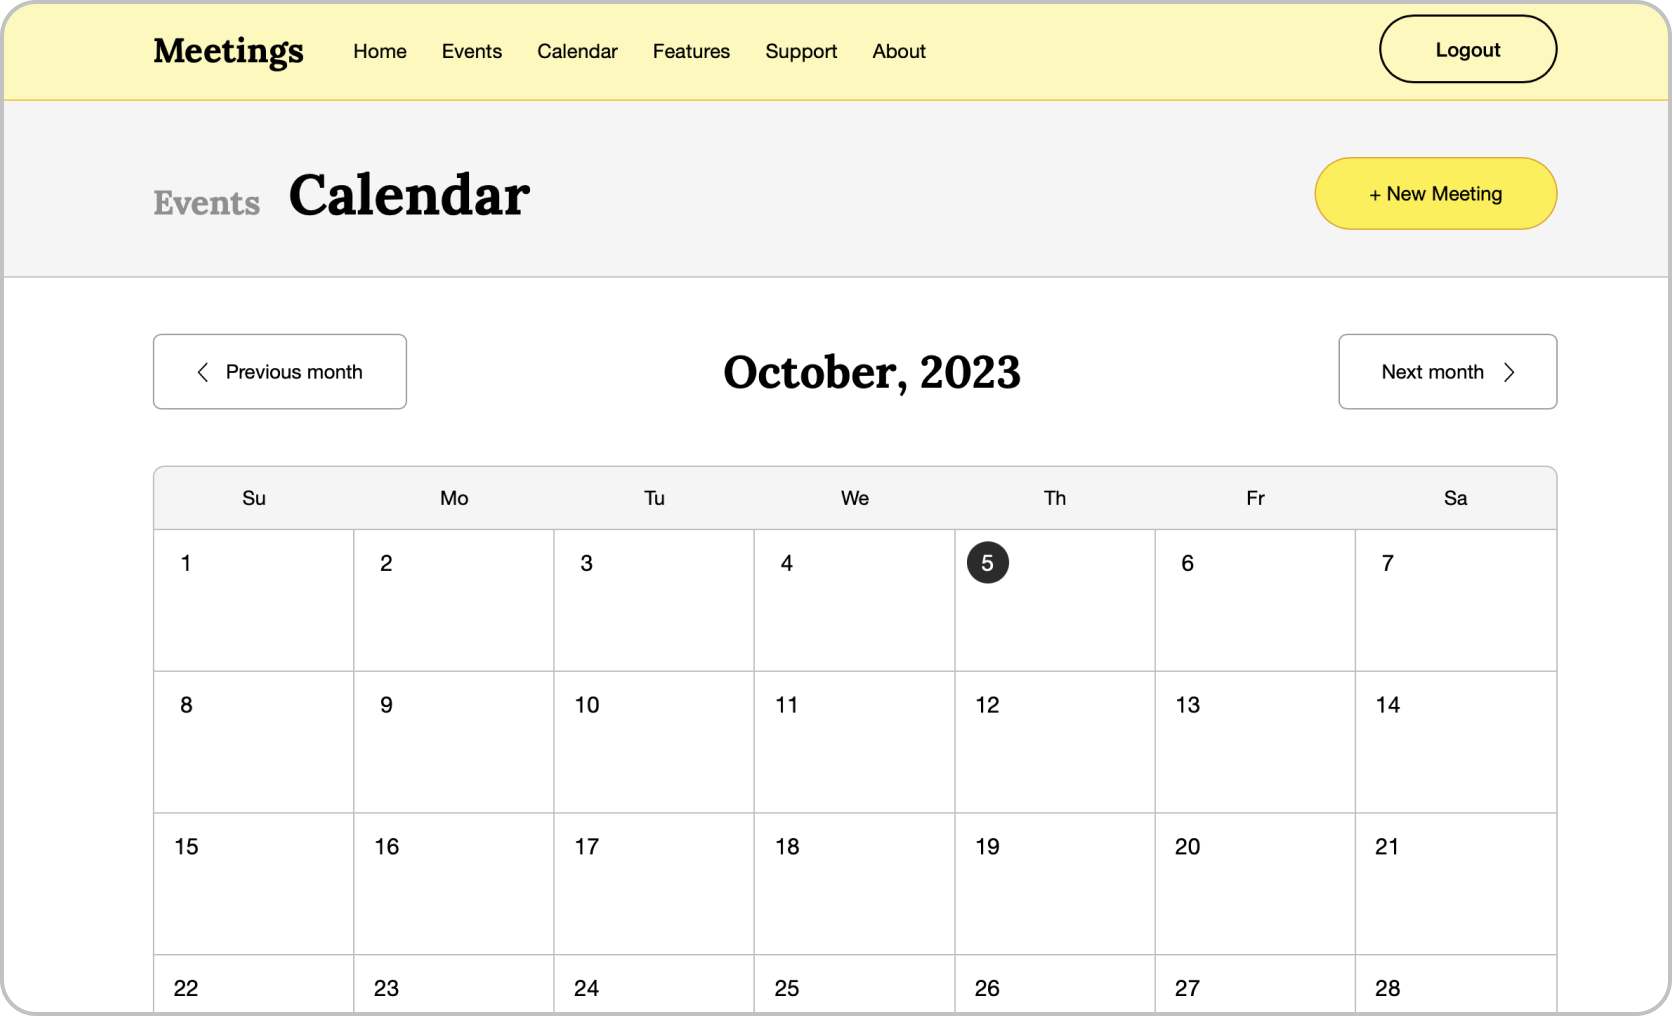 Meetings Home Events Calendar Features Support About Logout
Events Calendar + New Meeting
Previous month October, 2023 Next month
Su Mo Tu We Th Fr Sa
1 2 3 4 5 6 7
8 9 10 11 12 13 14
15 16 17 18 19 20 21
22 23 24 25 26 27 28